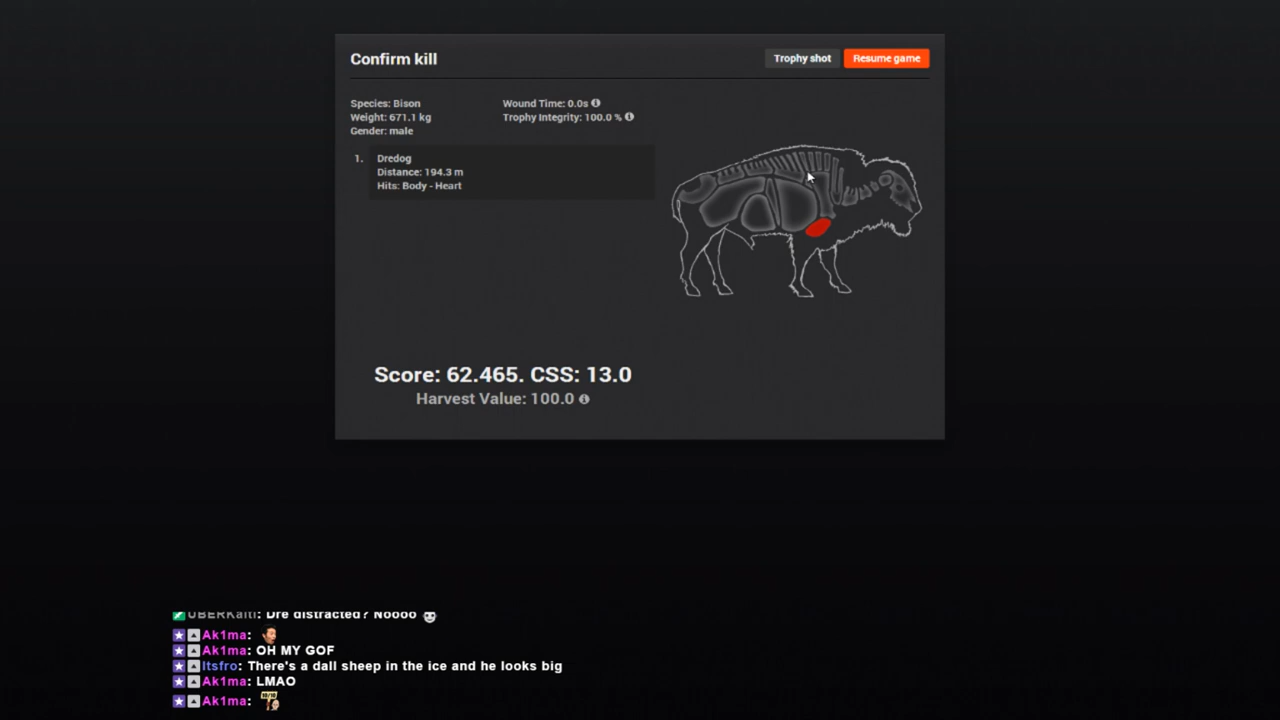 Confirm kill
Trophy shot
Resume game
Species: Bison
Weight: 671.1 kg
Gender: male
Wound Time: 0.0s
Trophy Integrity: 100.0 %
1.
Dredog
Distance: 194.3 m
Hits: Body - Heart
Score: 62.465. CSS: 13.0
Harvest Value: 100.0
UBERKaiti: Dre distracted? Noooo
Ak1ma:
Ak1ma: OH MY GOF
Itsfro: There's a dall sheep in the ice and he looks big
Ak1ma: LMAO
Ak1ma: